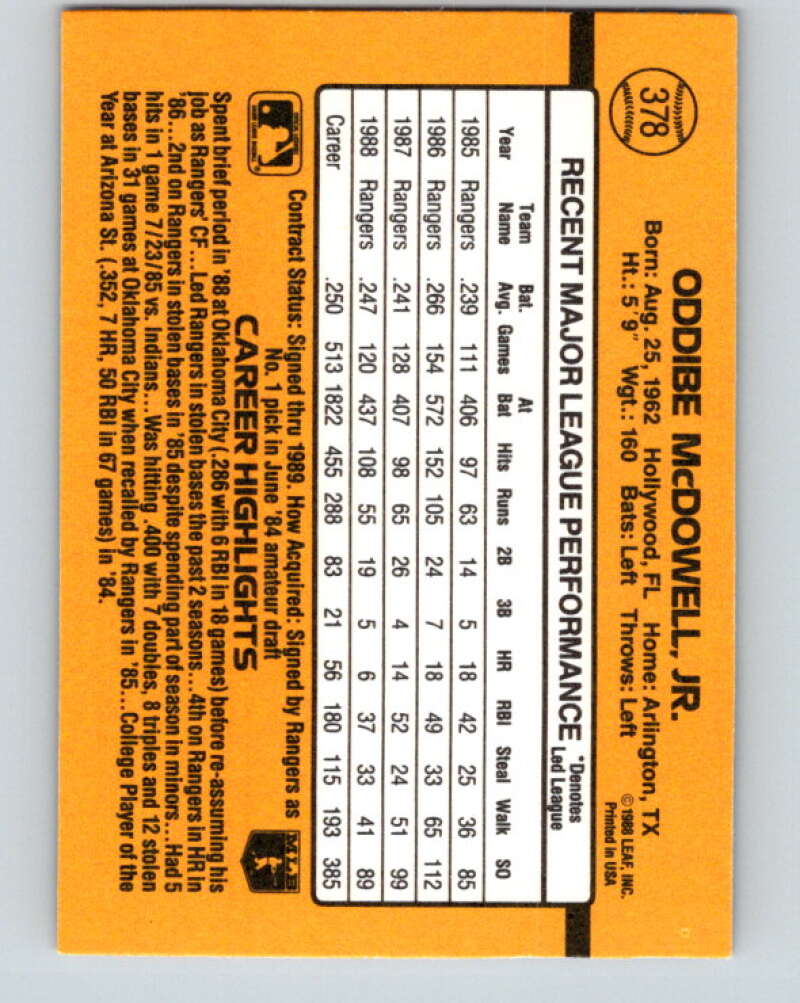 378
ODDIBE McDOWELL, JR.
Born: Aug. 25, 1962 Hollywood, FL Home: Arlington, TX
Ht.: 5'9" Wgt.: 160 Bats: Left Throws: Left
©1988 LEAF, INC.
Printed in USA
RECENT MAJOR LEAGUE PERFORMANCE *Denotes Led League
Year Team Name Bat. Avg. Games At Bat Hits Runs 2B 3B HR RBI Steal Walk SO
1985 Rangers .239 111 406 97 63 14 5 18 42 25 36 85
1986 Rangers .266 154 572 152 105 24 7 18 49 33 65 112
1987 Rangers .241 128 407 98 65 26 4 14 52 24 51 99
1988 Rangers .247 120 437 108 55 19 5 6 37 33 41 89
Career .250 513 1822 455 288 83 21 56 180 115 193 385
Contract Status: Signed thru 1989. How Acquired: Signed by Rangers as
No. 1 pick in June '84 amateur draft
CAREER HIGHLIGHTS
MLB
Spent brief period in '88 at Oklahoma City (.286 with 6 RBI in 18 games) before re-assuming his
job as Rangers' CF...Led Rangers in stolen bases the past 2 seasons...4th on Rangers in HR in
'86...2nd on Rangers in stolen bases in '85 despite spending part of season in minors...Had 5
hits in 1 game 7/23/85 vs. Indians...Was hitting .400 with 7 doubles, 8 triples and 12 stolen
bases in 31 games at Oklahoma City when recalled by Rangers in '85...College Player of the
Year at Arizona St. (.352, 7 HR, 50 RBI in 67 games) in '84.